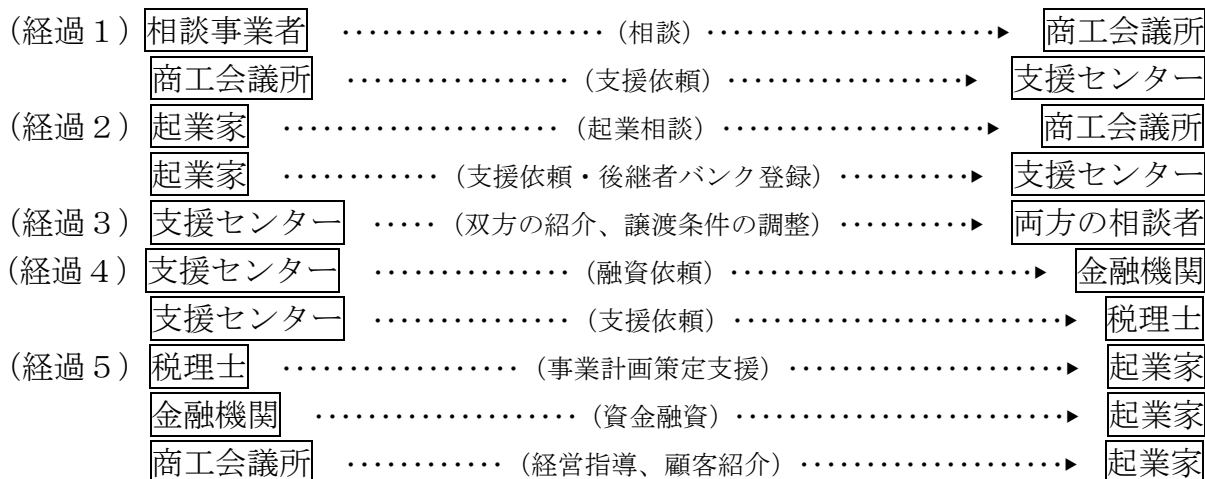 (経過１)相談事業者 ････････････････････ (相談) ･･････････････････････▶ 商工会議所
商工会議所 ･････････････････ (支援依頼) ･･････････････････▶ 支援センター
(経過２) 起業家 ･････････････････････ (起業相談) ････････････････････▶ 商工会議所
起業家 ････････････ (支援依頼・後継者バンク登録) ･･･････････▶ 支援センター
(経過３) 支援センター ･････ (双方の紹介、譲渡条件の調整) ･･･････････▶ 両方の相談者
(経過４)支援センター ･･･････････････ (融資依頼) ･･･････････････････････▶ 金融機関
支援センター ･･･････････････ (支援依頼) ･････････････････････････▶ 税理士
(経過５) 税理士 ･･････････････････ (事業計画策定支援) ･････････････････････▶ 起業家
金融機関 ････････････････････ (資金融資) ･････････････････････････▶ 起業家
商工会議所 ････････････ (経営指導、顧客紹介) ････････････････････▶ 起業家